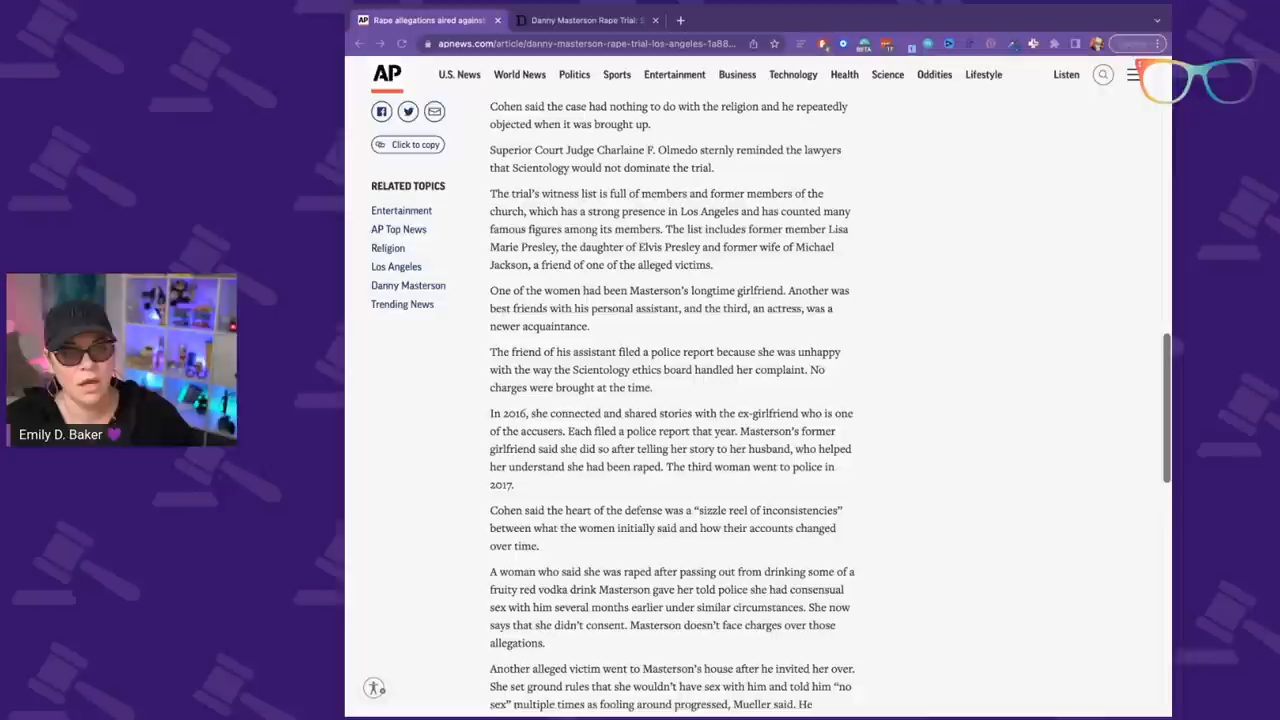 Rape allegations aired against
Danny Masterson Rape Trial: S
apnews.com/article/danny-masterson-rape-trial-los-angeles-1a88...
BETA
17
AP
U.S. News
World News
Politics
Sports
Entertainment
Business
Technology
Health
Science
Oddities
Lifestyle
Listen
Click to copy
RELATED TOPICS
Entertainment
AP Top News
Religion
Los Angeles
Danny Masterson
Trending News
Cohen said the case had nothing to do with the religion and he repeatedly
objected when it was brought up.
Superior Court Judge Charlaine F. Olmedo sternly reminded the lawyers
that Scientology would not dominate the trial.
The trial's witness list is full of members and former members of the
church, which has a strong presence in Los Angeles and has counted many
famous figures among its members. The list includes former member Lisa
Marie Presley, the daughter of Elvis Presley and former wife of Michael
Jackson, a friend of one of the alleged victims.
One of the women had been Masterson's longtime girlfriend. Another was
best friends with his personal assistant, and the third, an actress, was a
newer acquaintance.
The friend of his assistant filed a police report because she was unhappy
with the way the Scientology ethics board handled her complaint. No
charges were brought at the time.
In 2016, she connected and shared stories with the ex-girlfriend who is one
of the accusers. Each filed a police report that year. Masterson's former
girlfriend said she did so after telling her story to her husband, who helped
her understand she had been raped. The third woman went to police in
2017.
Cohen said the heart of the defense was a “sizzle reel of inconsistencies”
between what the women initially said and how their accounts changed
over time.
A woman who said she was raped after passing out from drinking some of a
fruity red vodka drink Masterson gave her told police she had consensual
sex with him several months earlier under similar circumstances. She now
says that she didn't consent. Masterson doesn't face charges over those
allegations.
Another alleged victim went to Masterson's house after he invited her over.
She set ground rules that she wouldn't have sex with him and told him “no
sex” multiple times as fooling around progressed, Mueller said. He
Emily D. Baker 💜